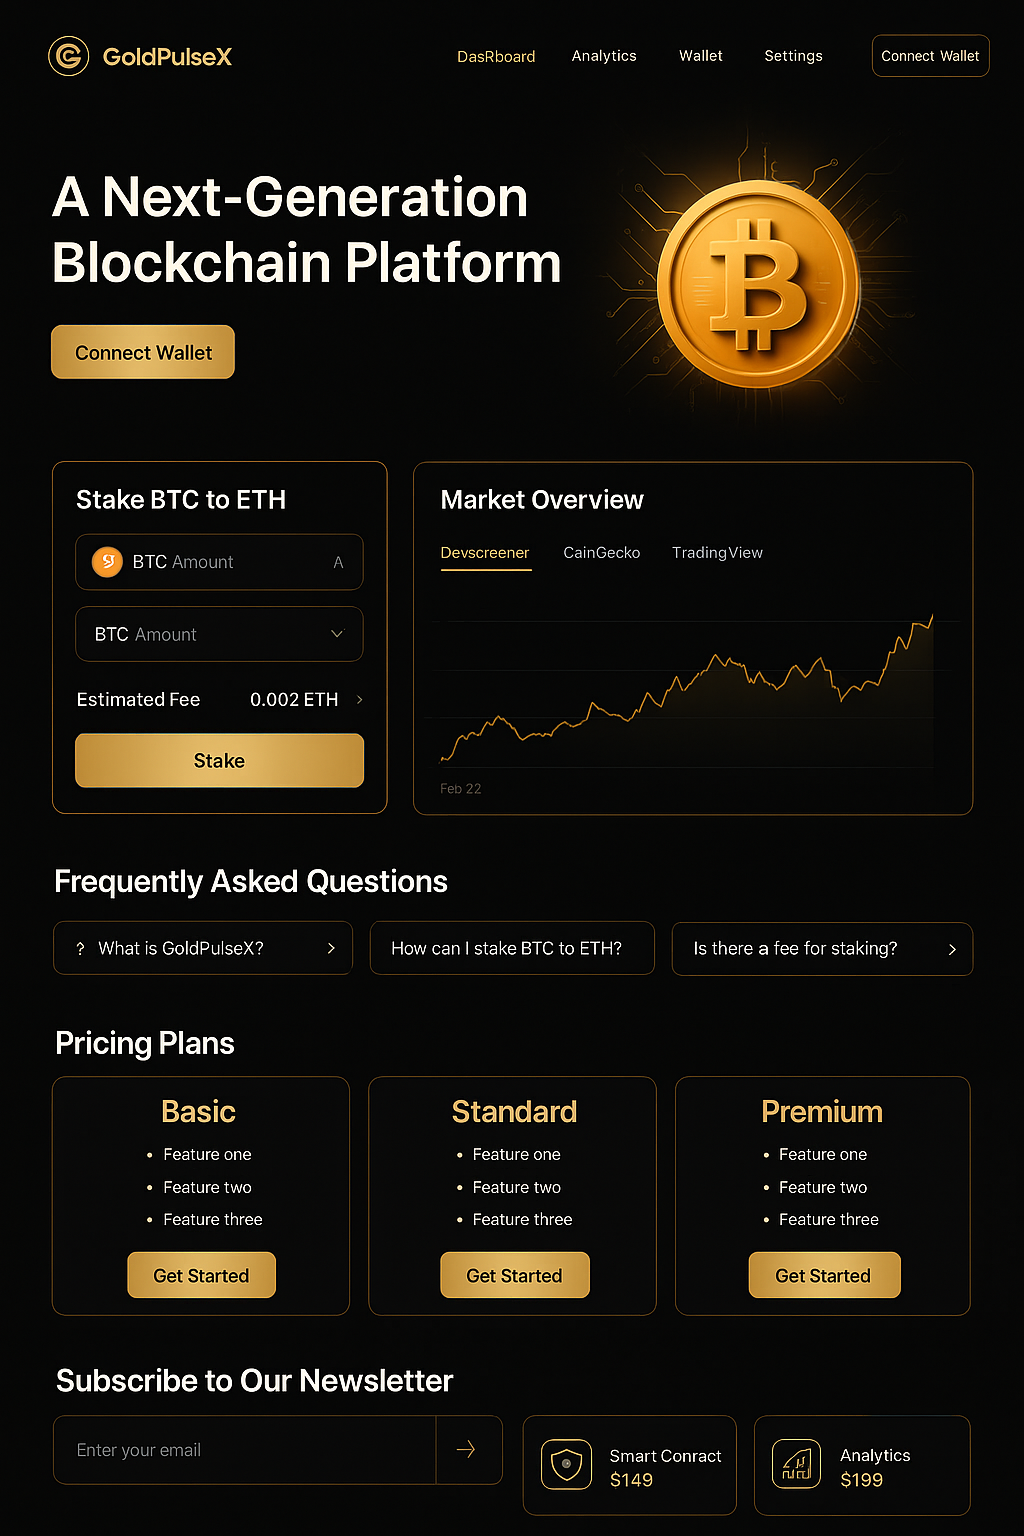 GoldPulseX
DasRboard
Analytics
Wallet
Settings
Connect Wallet
A Next-Generation
Blockchain Platform
Connect Wallet
Stake BTC to ETH
BTC Amount A
BTC Amount
Estimated Fee 0.002 ETH
Stake
Market Overview
Devscreener
CainGecko
TradingView
Feb 22
Frequently Asked Questions
? What is GoldPulseX?
How can I stake BTC to ETH?
Is there a fee for staking?
Pricing Plans
Basic
• Feature one
• Feature two
• Feature three
Get Started
Standard
• Feature one
• Feature two
• Feature three
Get Started
Premium
• Feature one
• Feature two
• Feature three
Get Started
Subscribe to Our Newsletter
Enter your email
Smart Conract
$149
Analytics
$199